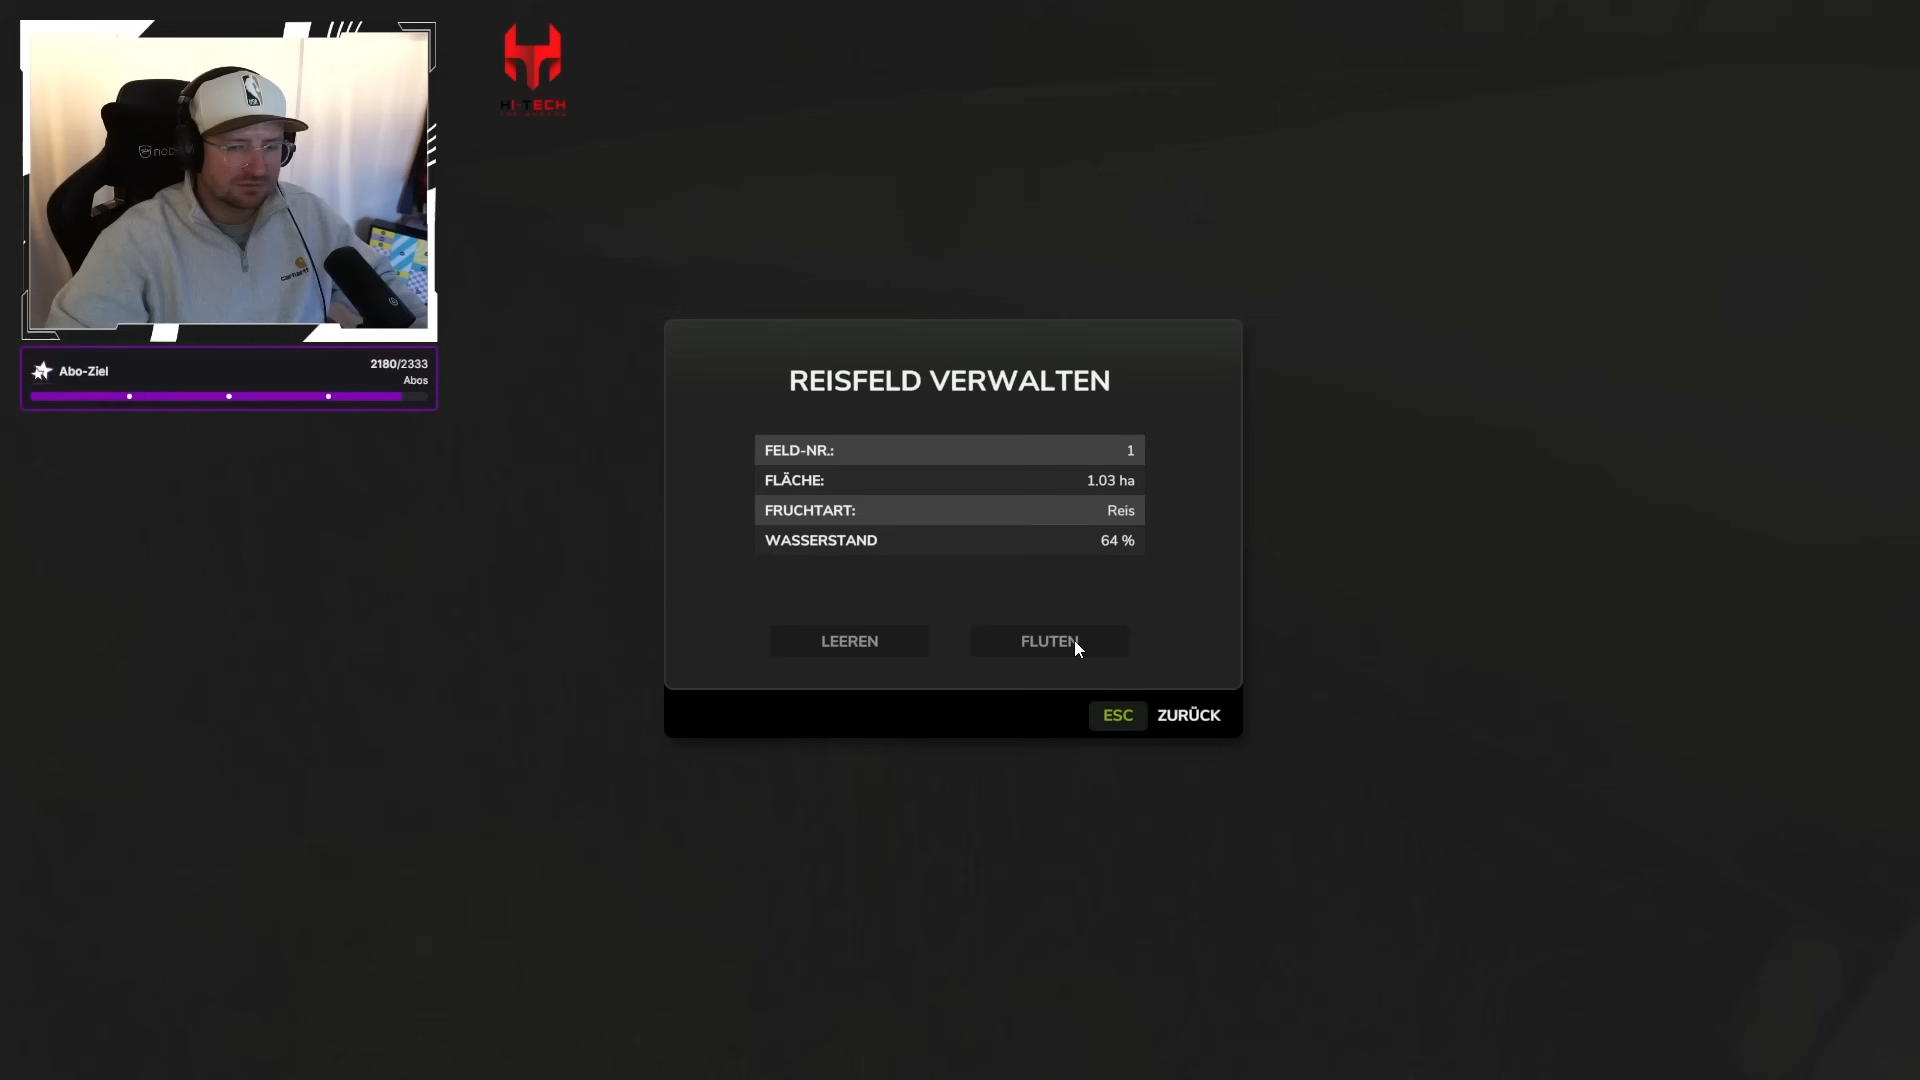 HI-TECH
Abo-Ziel
2180/2333
Abos
carhartt
REISFELD VERWALTEN
FELD-NR.: 1
FLÄCHE: 1.03 ha
FRUCHTART: Reis
WASSERSTAND 64 %
LEEREN FLUTEN
ESC ZURÜCK